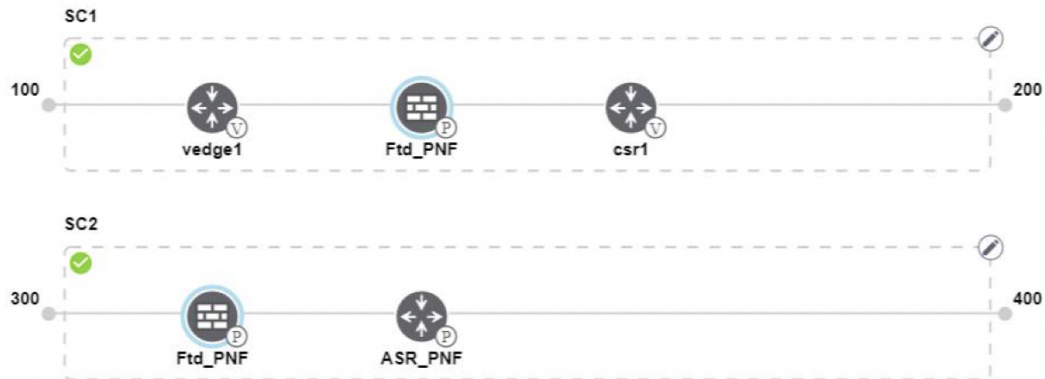 SC1
100
200
V
P
V
vedge1
Ftd_PNF
csr1
SC2
300
400
P
P
Ftd_PNF
ASR_PNF